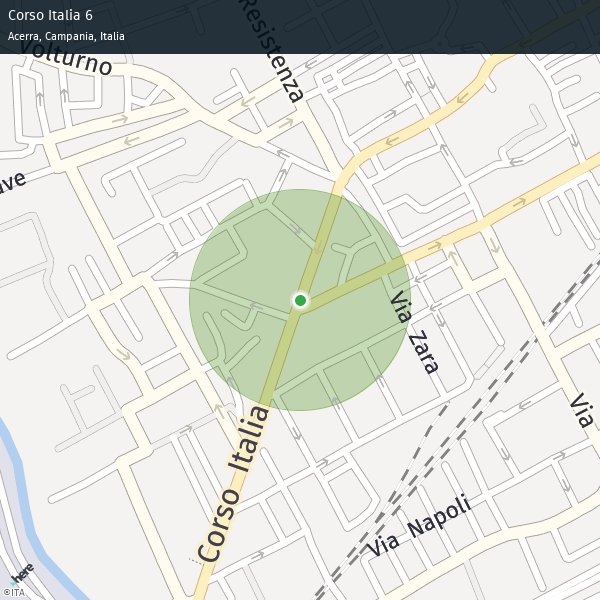 Corso Italia 6
Acerra, Campania, Italia
Volturno
Resistenza
ave
Via Zara
Via
Corso Italia
Via Napoli
here
©ITA